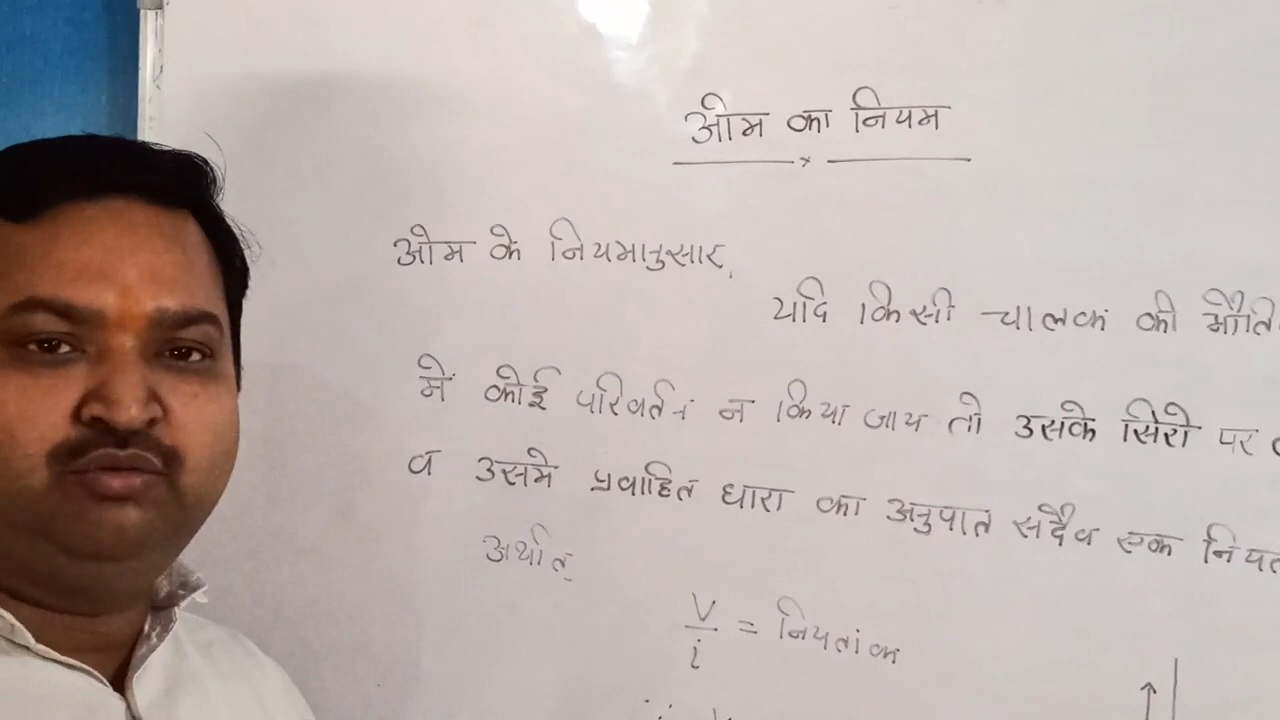 ओम का नियम
ओम के नियमानुसार,
यदि किसी चालक की भौति
में कोई परिवर्तन न किया जाय तो उसके सिरो पर
व उसमे प्रवाहित धारा का अनुपात सदैव एक नियत
अर्थात्
V/i = नियतांक